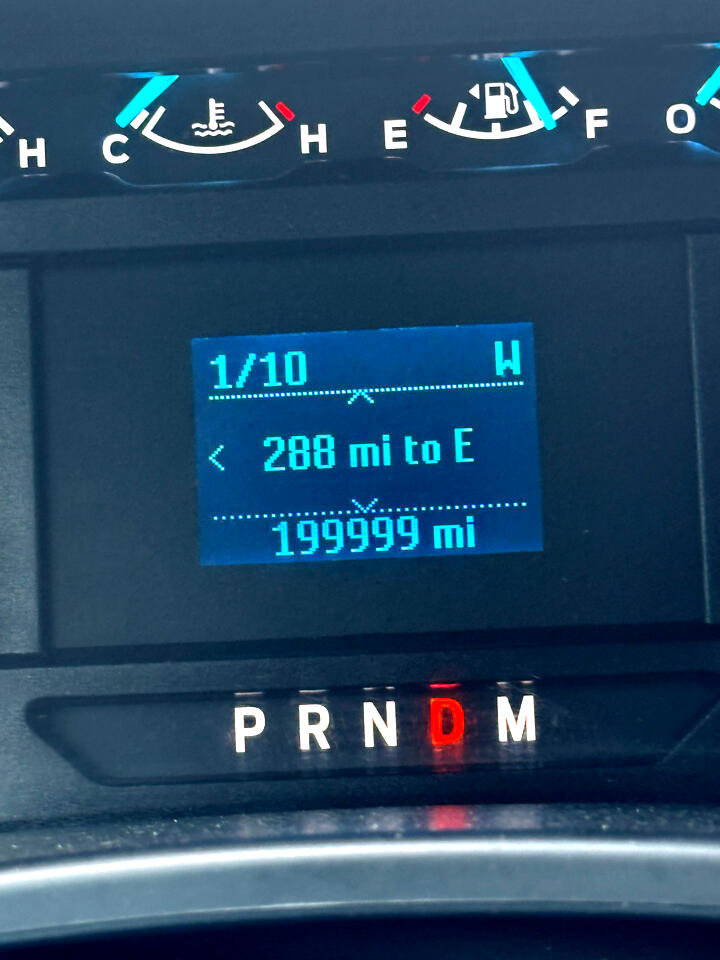 H C H E F O
1/10 W
288 mi to E
199999 mi
P R N D M